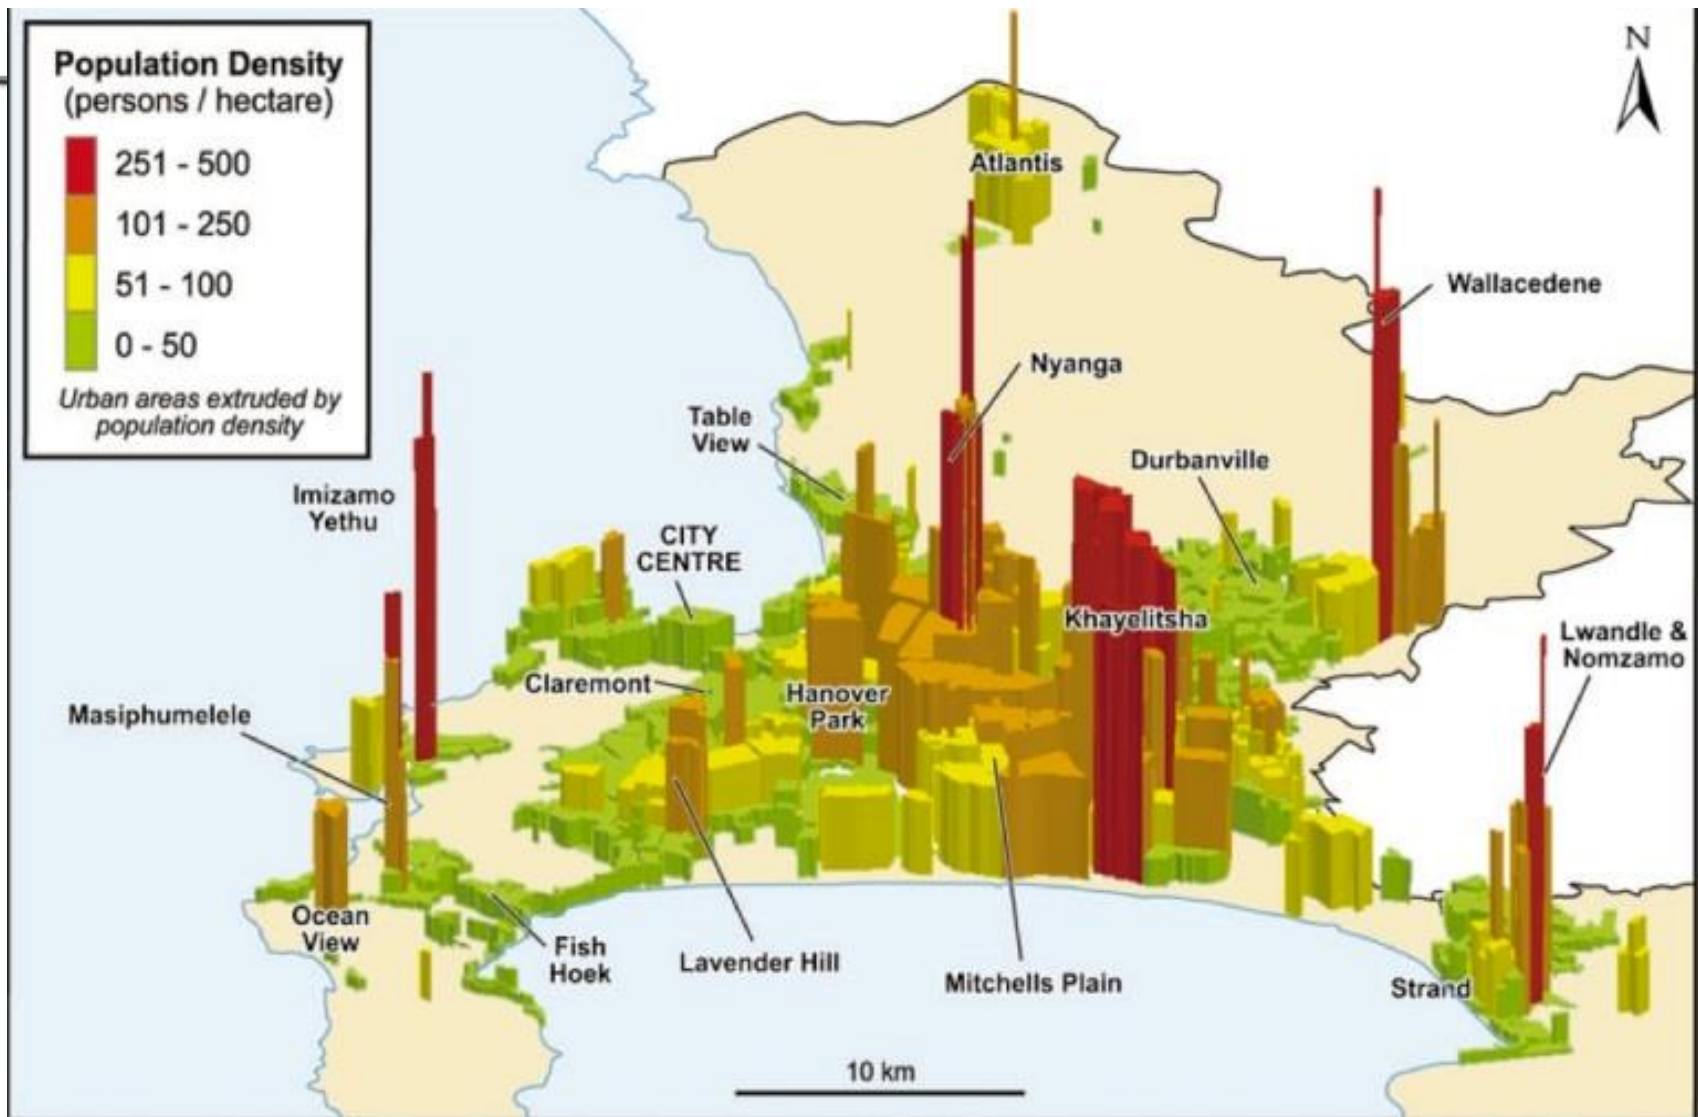 Population Density
(persons / hectare)
251 - 500
101 - 250
51 - 100
0 - 50
Urban areas extruded by
population density
N
Atlantis
Wallacedene
Nyanga
Table
View
Durbanville
Imizamo
Yethu
CITY
CENTRE
Khayelitsha
Lwandle &
Nomzamo
Claremont
Hanover
Park
Masiphumelele
Ocean
View
Fish
Hoek
Lavender Hill
Mitchells Plain
Strand
10 km